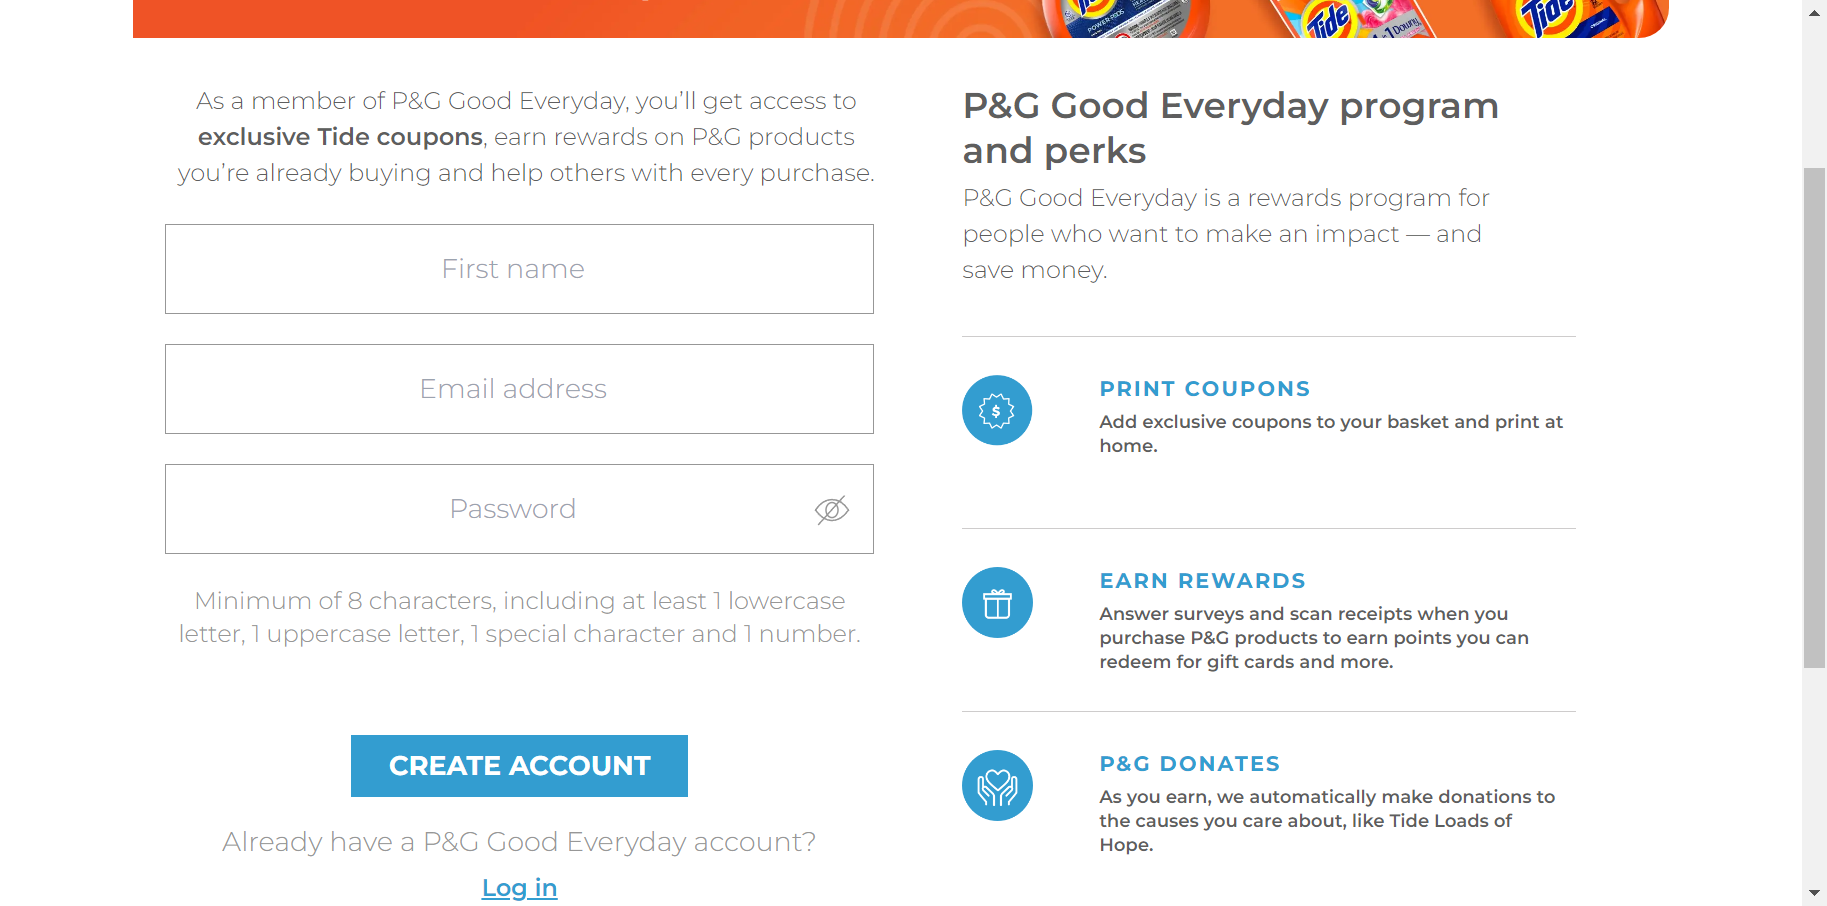 POWER PODS
Tide
Downy
Tide
ORIGINAL
As a member of P&G Good Everyday, you’ll get access to
exclusive Tide coupons, earn rewards on P&G products
you’re already buying and help others with every purchase.
First name
Email address
Password
Minimum of 8 characters, including at least 1 lowercase
letter, 1 uppercase letter, 1 special character and 1 number.
CREATE ACCOUNT
Already have a P&G Good Everyday account?
Log in
P&G Good Everyday program
and perks
P&G Good Everyday is a rewards program for
people who want to make an impact — and
save money.
$
PRINT COUPONS
Add exclusive coupons to your basket and print at
home.
EARN REWARDS
Answer surveys and scan receipts when you
purchase P&G products to earn points you can
redeem for gift cards and more.
P&G DONATES
As you earn, we automatically make donations to
the causes you care about, like Tide Loads of
Hope.